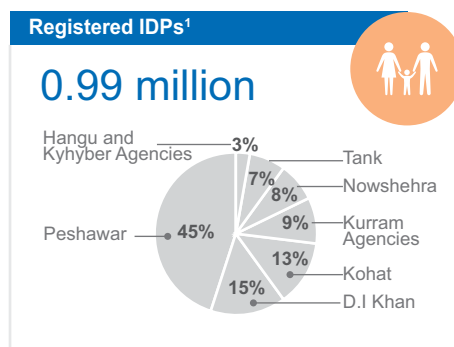 Registered IDPs¹
0.99 million
Hangu and
Kyhyber Agencies
3%
Tank
7%
Nowshehra
8%
Kurram
Agencies
9%
Peshawar
45%
Kohat
13%
D.I Khan
15%